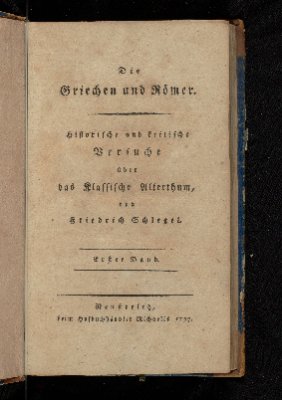 Die
Griechen und Römer.
Historische und kritische
Versuche
über
das Klassische Alterthum,
von
Friedrich Schlegel.
Erster Band.
Neustrelitz,
beim Hofbuchhändler Michaelis 1797.